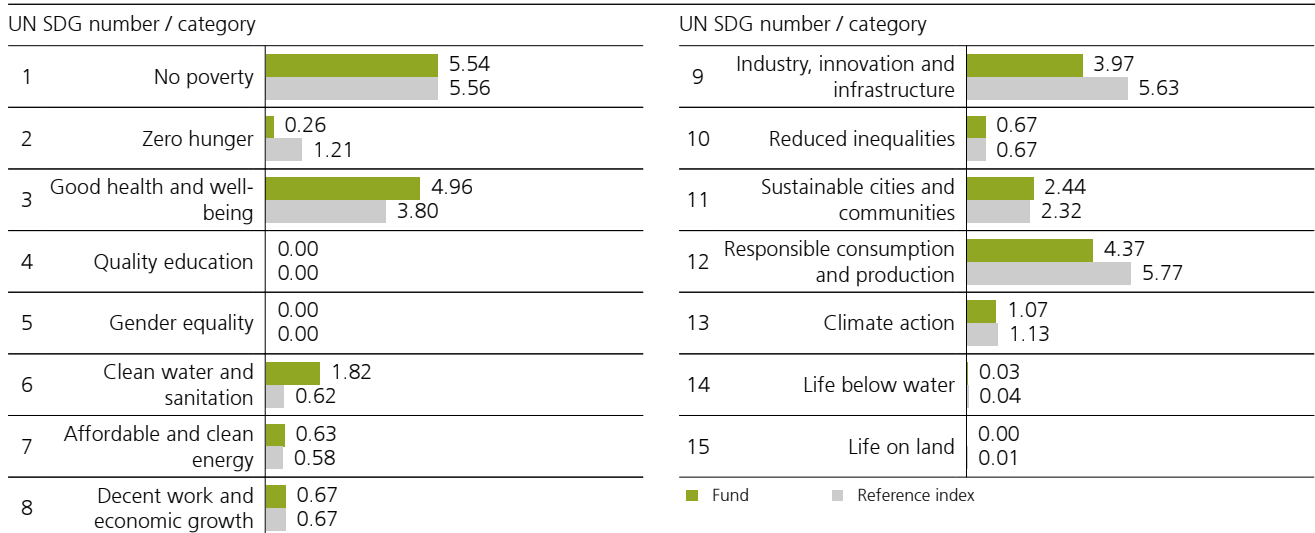 UN SDG number / category
1 No poverty 5.54
5.56
2 Zero hunger 0.26
1.21
3 Good health and well-
being 4.96
3.80
4 Quality education 0.00
0.00
5 Gender equality 0.00
0.00
6 Clean water and
sanitation 1.82
0.62
7 Affordable and clean
energy 0.63
0.58
8 Decent work and
economic growth 0.67
0.67
UN SDG number / category
9 Industry, innovation and
infrastructure 3.97
5.63
10 Reduced inequalities 0.67
0.67
11 Sustainable cities and
communities 2.44
2.32
12 Responsible consumption
and production 4.37
5.77
13 Climate action 1.07
1.13
14 Life below water 0.03
0.04
15 Life on land 0.00
0.01
Fund Reference index